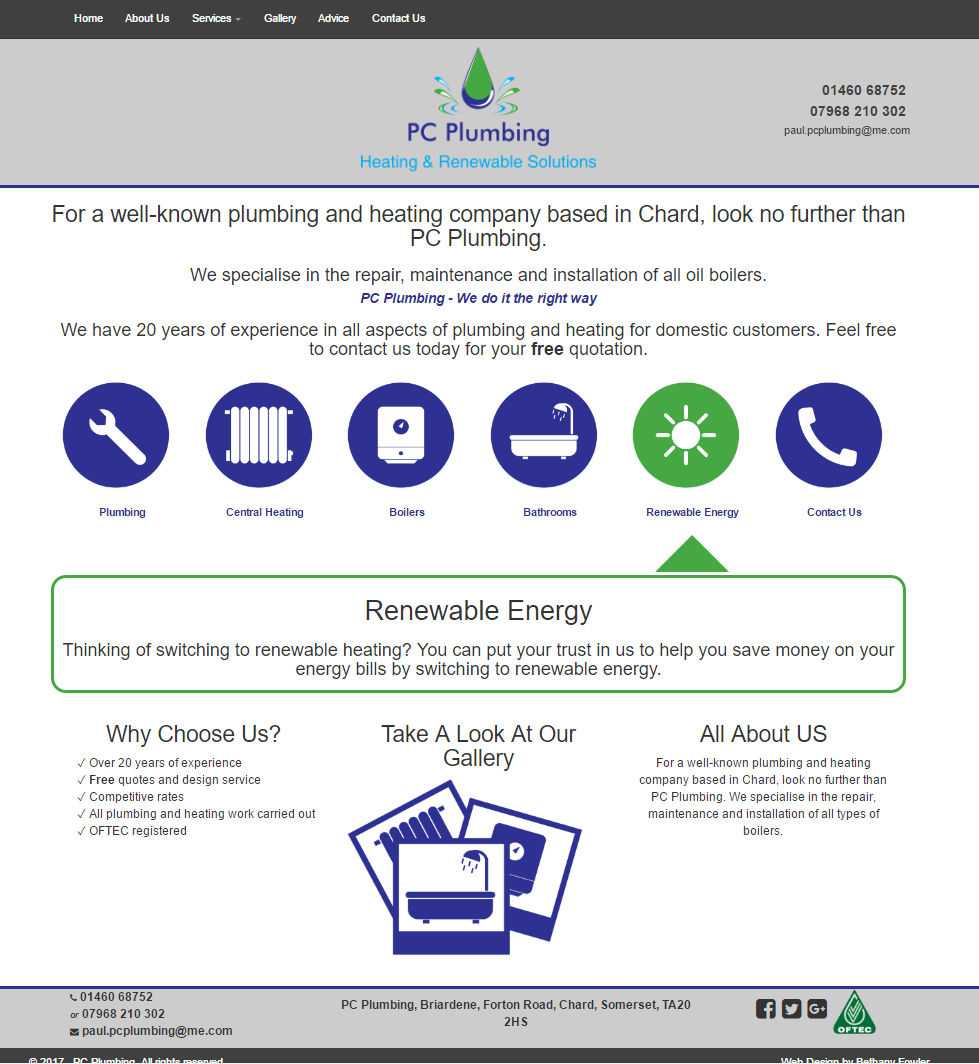 Home About Us Services Gallery Advice Contact Us
PC Plumbing
Heating & Renewable Solutions
01460 68752
07968 210 302
paul.pcplumbing@me.com
For a well-known plumbing and heating company based in Chard, look no further than
PC Plumbing.
We specialise in the repair, maintenance and installation of all oil boilers.
PC Plumbing - We do it the right way
We have 20 years of experience in all aspects of plumbing and heating for domestic customers. Feel free
to contact us today for your free quotation.
Plumbing Central Heating Boilers Bathrooms Renewable Energy Contact Us
Renewable Energy
Thinking of switching to renewable heating? You can put your trust in us to help you save money on your
energy bills by switching to renewable energy.
Why Choose Us?
✓ Over 20 years of experience
✓ Free quotes and design service
✓ Competitive rates
✓ All plumbing and heating work carried out
✓ OFTEC registered
Take A Look At Our
Gallery
All About US
For a well-known plumbing and heating
company based in Chard, look no further than
PC Plumbing. We specialise in the repair,
maintenance and installation of all types of
boilers.
01460 68752
or 07968 210 302
paul.pcplumbing@me.com
PC Plumbing, Briardene, Forton Road, Chard, Somerset, TA20
2HS
G+
OFTEC
© 2017 PC Plumbing. All rights reserved
Web Design by Bethany Fowler